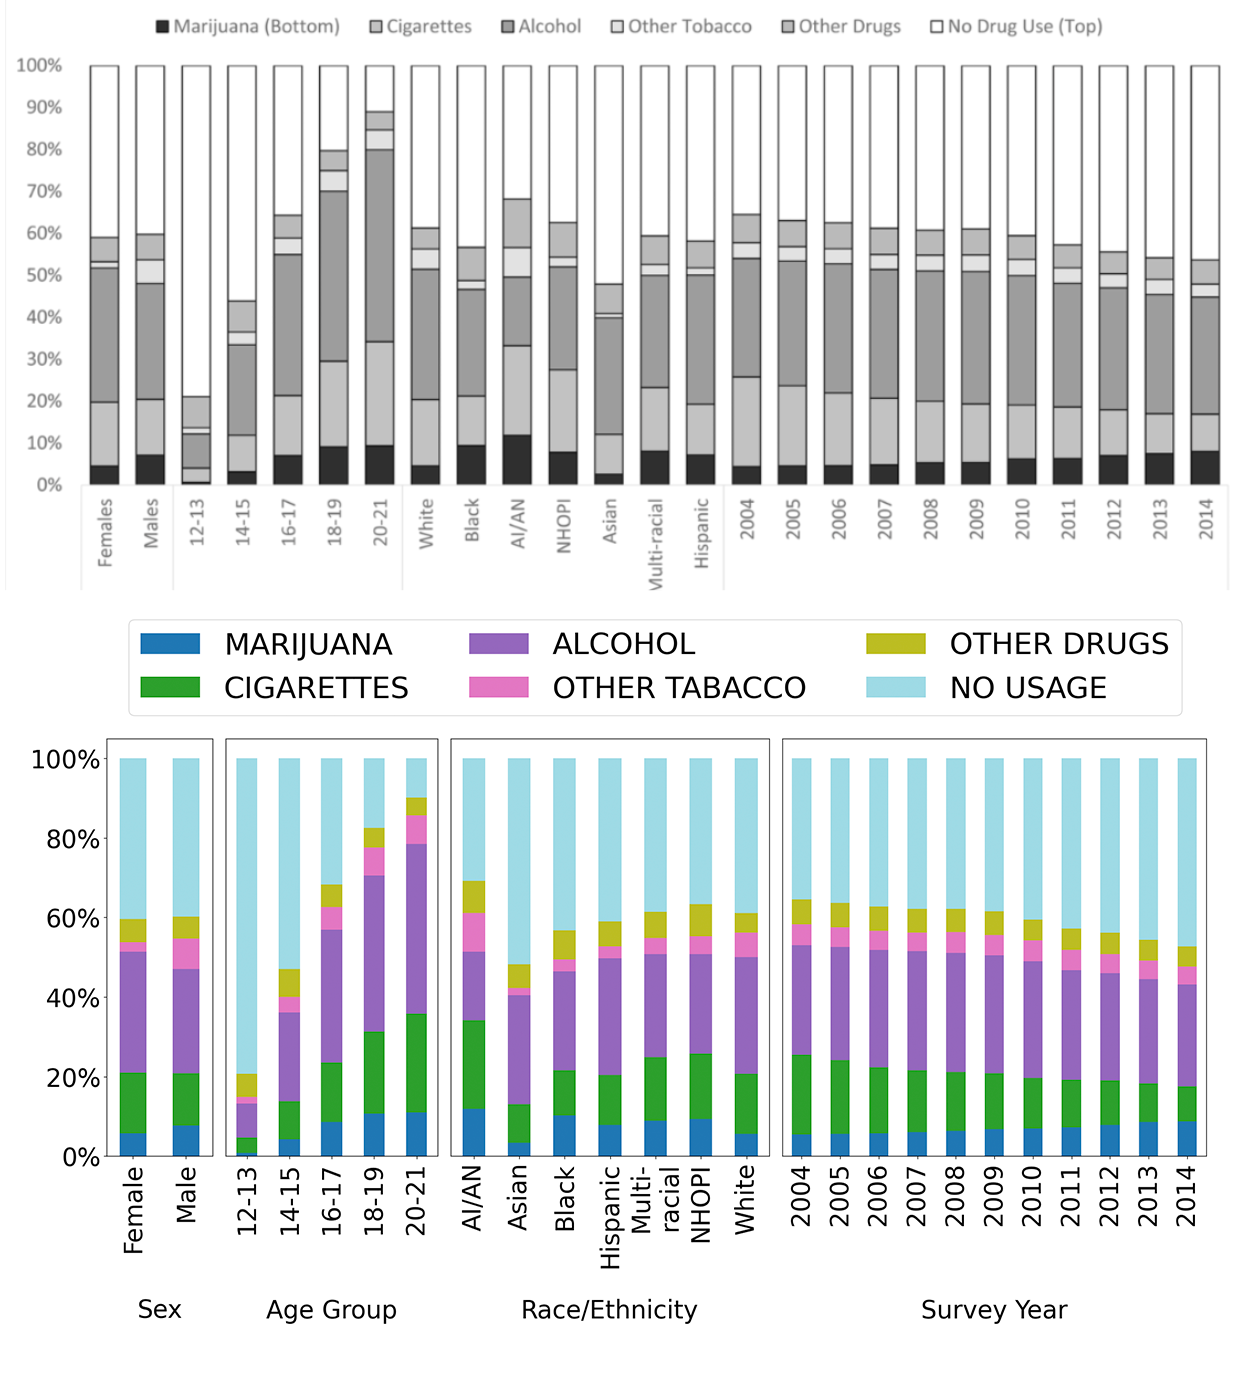 Marijuana (Bottom) Cigarettes Alcohol Other Tobacco Other Drugs No Drug Use (Top)
100%
90%
80%
70%
60%
50%
40%
30%
20%
10%
0%
Females Males 12-13 14-15 16-17 18-19 20-21 White Black AI/AN NHOPI Asian Multi-racial Hispanic 2004 2005 2006 2007 2008 2009 2010 2011 2012 2013 2014
MARIJUANA ALCOHOL OTHER DRUGS
CIGARETTES OTHER TABACCO NO USAGE
100%
80%
60%
40%
20%
0%
Female Male 12-13 14-15 16-17 18-19 20-21 AI/AN Asian Black Hispanic Multi-
racial NHOPI White 2004 2005 2006 2007 2008 2009 2010 2011 2012 2013 2014
Sex Age Group Race/Ethnicity Survey Year